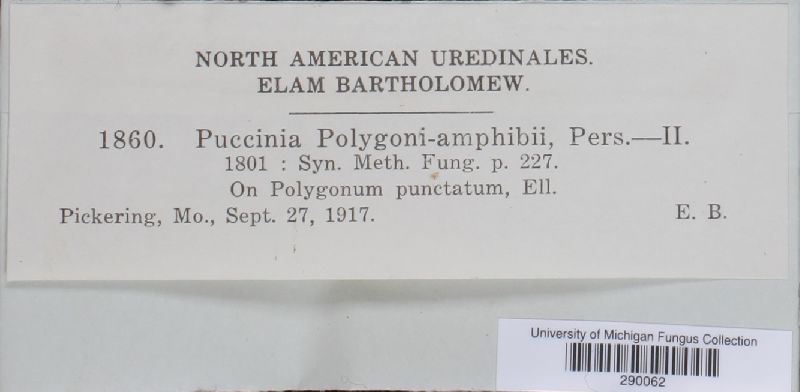 NORTH AMERICAN UREDINALES.
ELAM BARTHOLOMEW.
1860. Puccinia Polygoni-amphibii, Pers.—II.
1801 : Syn. Meth. Fung. p. 227.
On Polygonum punctatum, Ell.
Pickering, Mo., Sept. 27, 1917. E. B.
University of Michigan Fungus Collection
290062